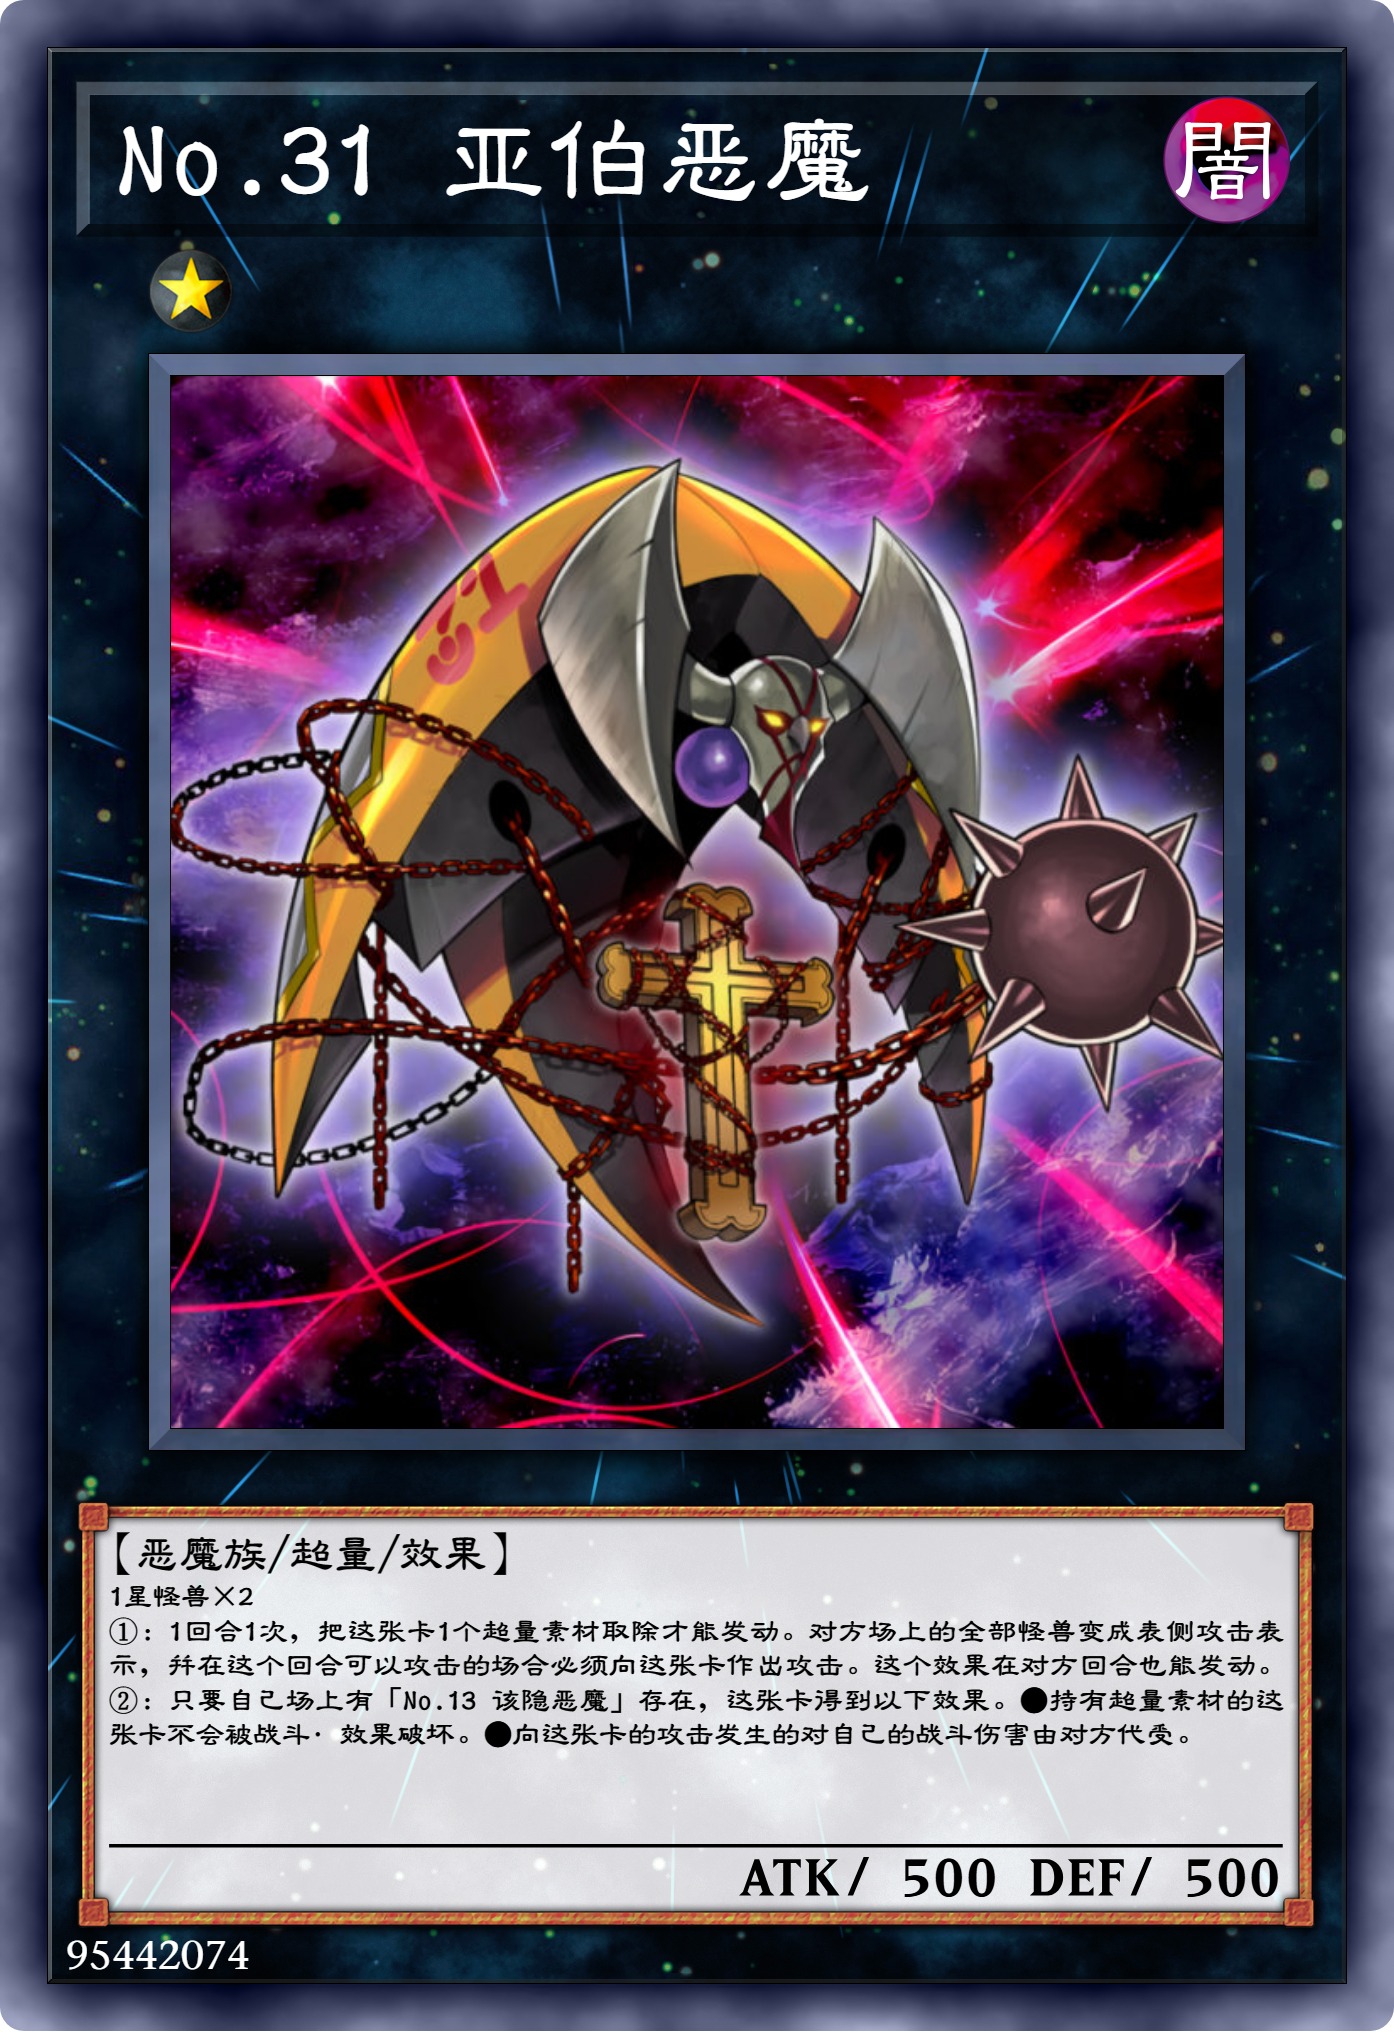 No.31 亚伯恶魔
闇
31
【恶魔族/超量/效果】
1星怪兽×2
①：1回合1次，把这张卡1个超量素材取除才能发动。对方场上的全部怪兽变成表侧攻击表
示，并在这个回合可以攻击的场合必须向这张卡作出攻击。这个效果在对方回合也能发动。
②：只要自己场上有「No.13 该隐恶魔」存在，这张卡得到以下效果。●持有超量素材的这
张卡不会被战斗·效果破坏。●向这张卡的攻击发生的对自己的战斗伤害由对方代受。
ATK/ 500 DEF/ 500
95442074